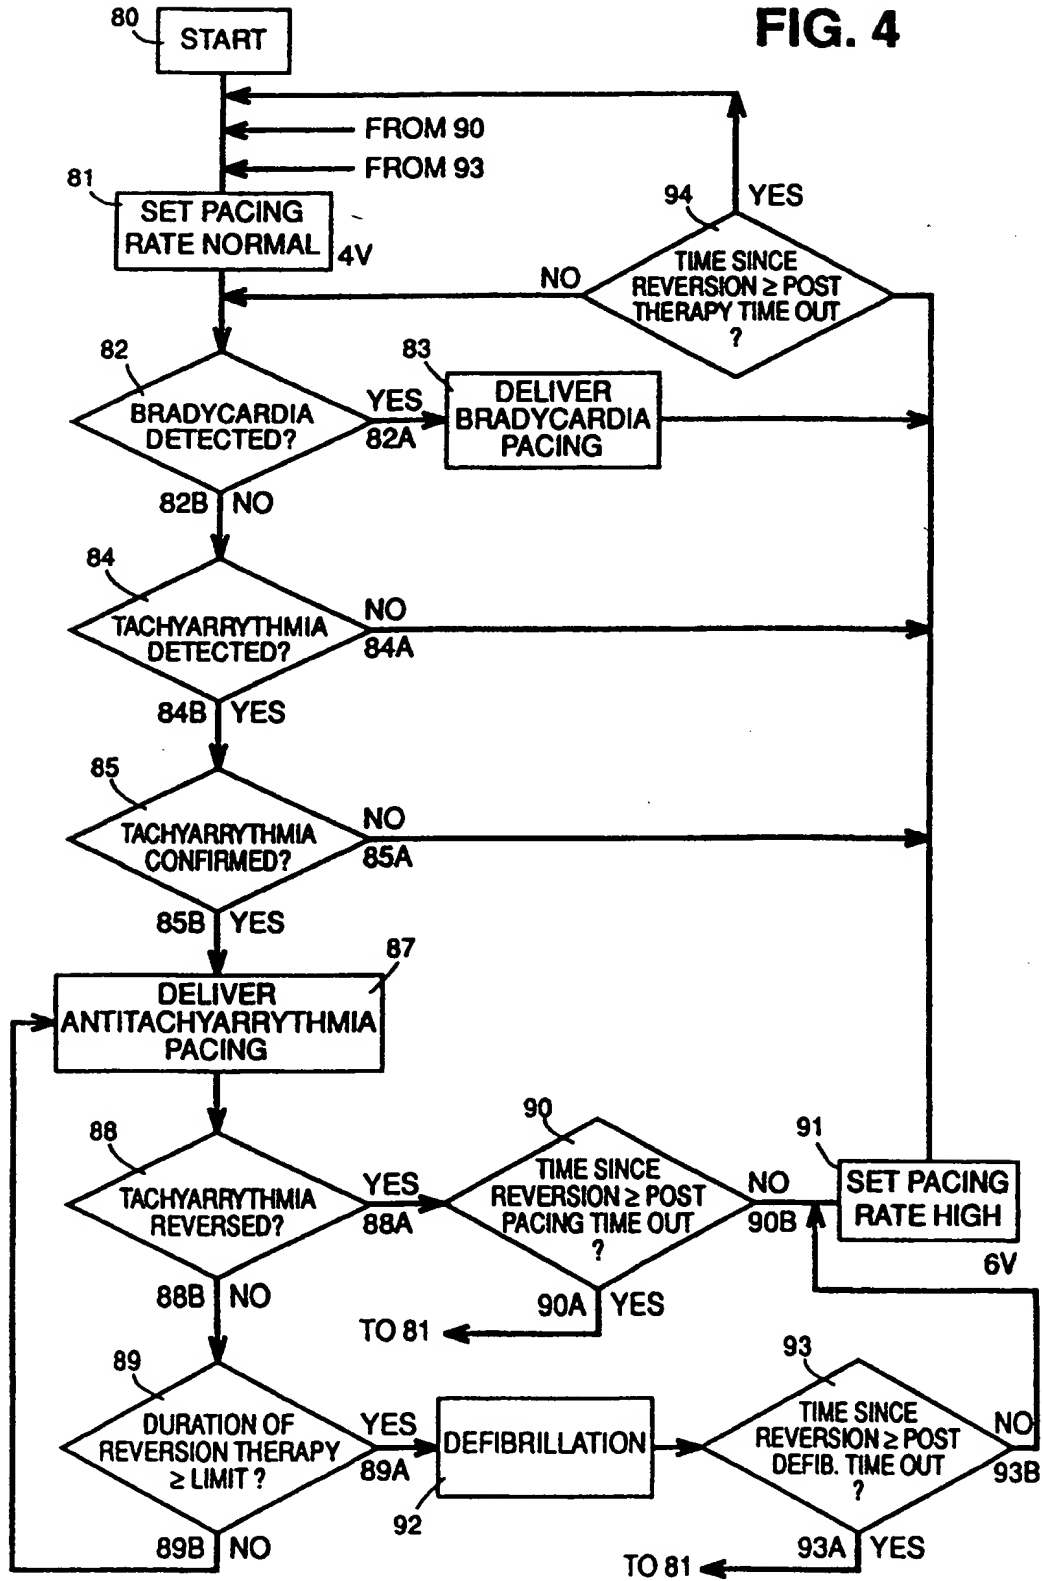 FIG. 4
80
START
FROM 90
FROM 93
81
SET PACING
RATE NORMAL
4V
94
YES
TIME SINCE
REVERSION ≥ POST
THERAPY TIME OUT
?
NO
82
BRADYCARDIA
DETECTED?
YES
82A
83
DELIVER
BRADYCARDIA
PACING
82B NO
84
TACHYARRYTHMIA
DETECTED?
NO
84A
84B YES
85
TACHYARRYTHMIA
CONFIRMED?
NO
85A
85B YES
87
DELIVER
ANTITACHYARRYTHMIA
PACING
88
TACHYARRYTHMIA
REVERSED?
YES
88A
90
TIME SINCE
REVERSION ≥ POST
PACING TIME OUT
?
NO
90B
91
SET PACING
RATE HIGH
6V
88B NO
90A YES
TO 81
89
DURATION OF
REVERSION THERAPY
≥ LIMIT ?
YES
89A
DEFIBRILLATION
92
93
TIME SINCE
REVERSION ≥ POST
DEFIB. TIME OUT
?
NO
93B
89B NO
93A YES
TO 81